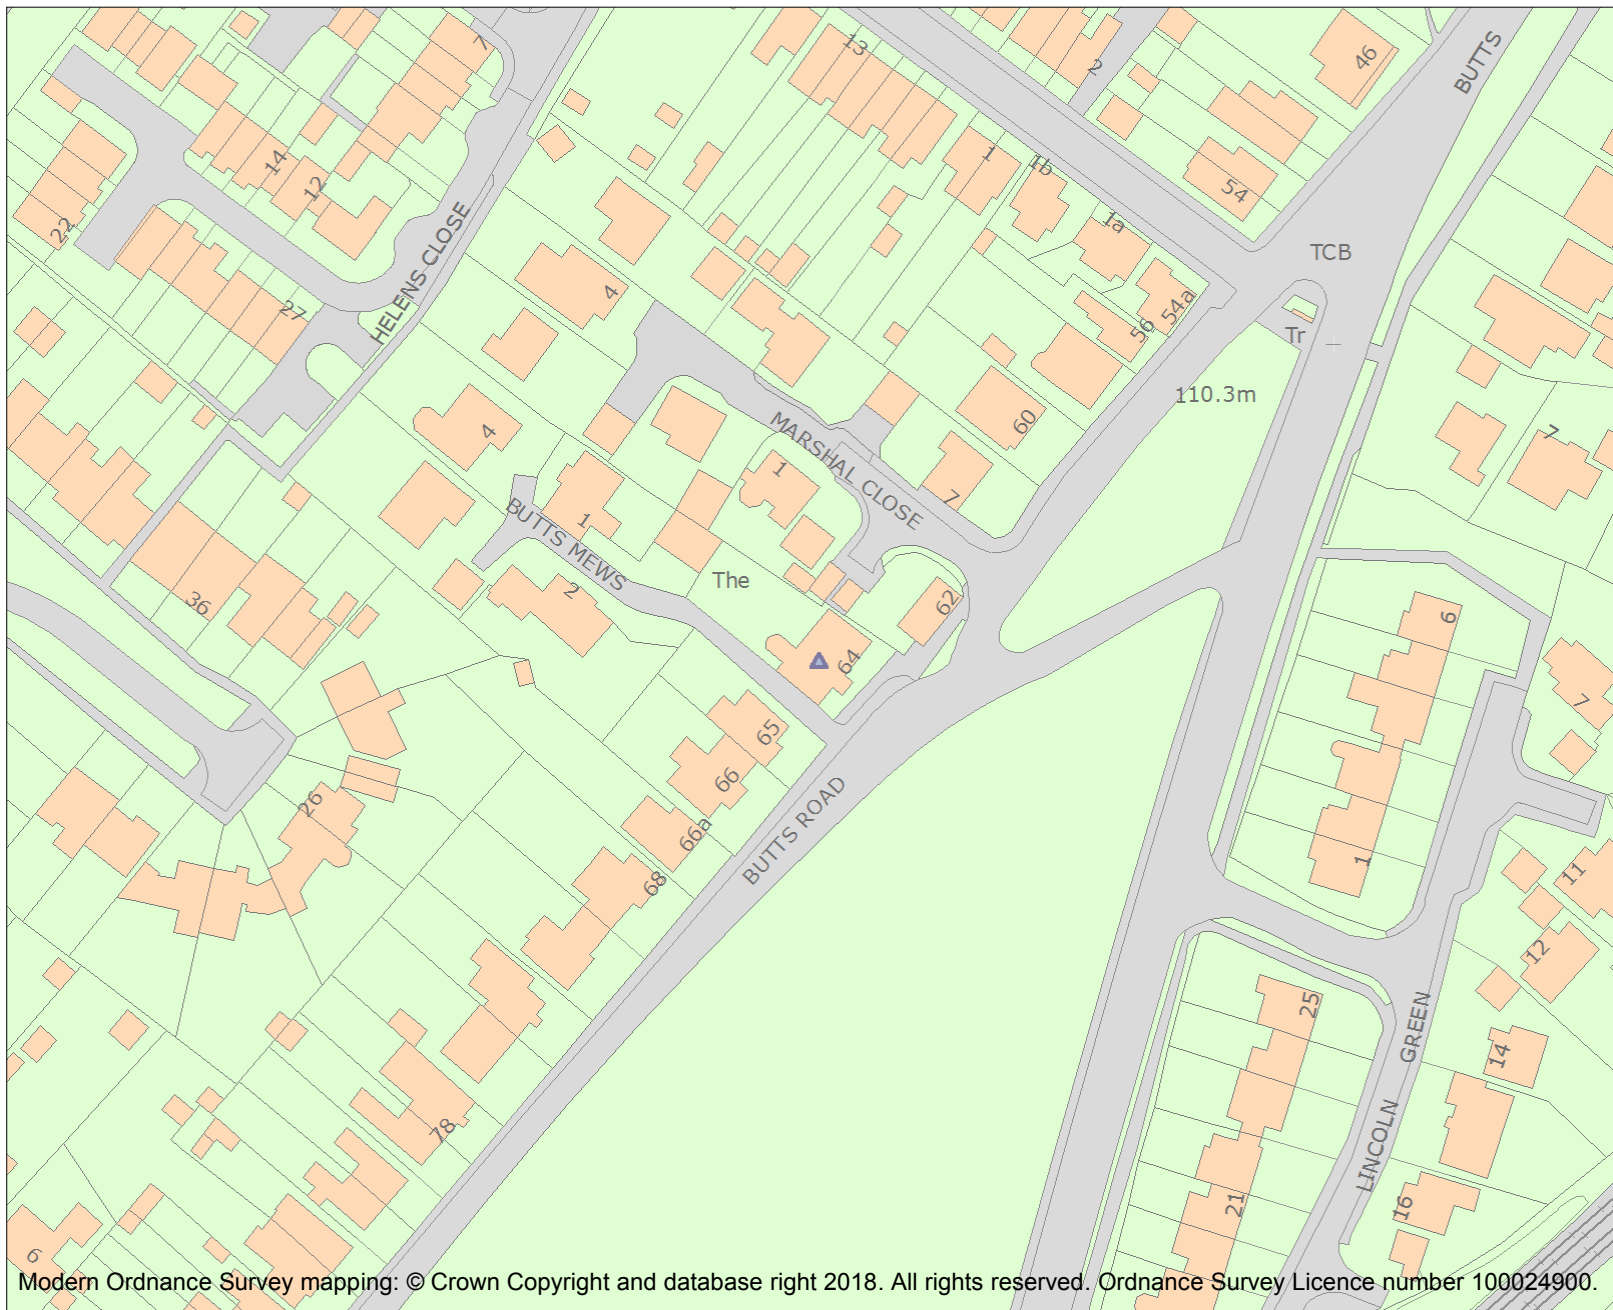 7
13
2
46
BUTTS
14
12
1
1b
54
22
1a
TCB
HELENS CLOSE
4
27
54a
56
Tr
110.3m
4
MARSHAL CLOSE
60
7
1
7
BUTTS MEWS
1
The
2
62
36
6
64
7
65
66
26
66a
BUTTS ROAD
68
1
11
12
25
LINCOLN GREEN
14
78
21
16
6
Modern Ordnance Survey mapping: © Crown Copyright and database right 2018. All rights reserved. Ordnance Survey Licence number 100024900.